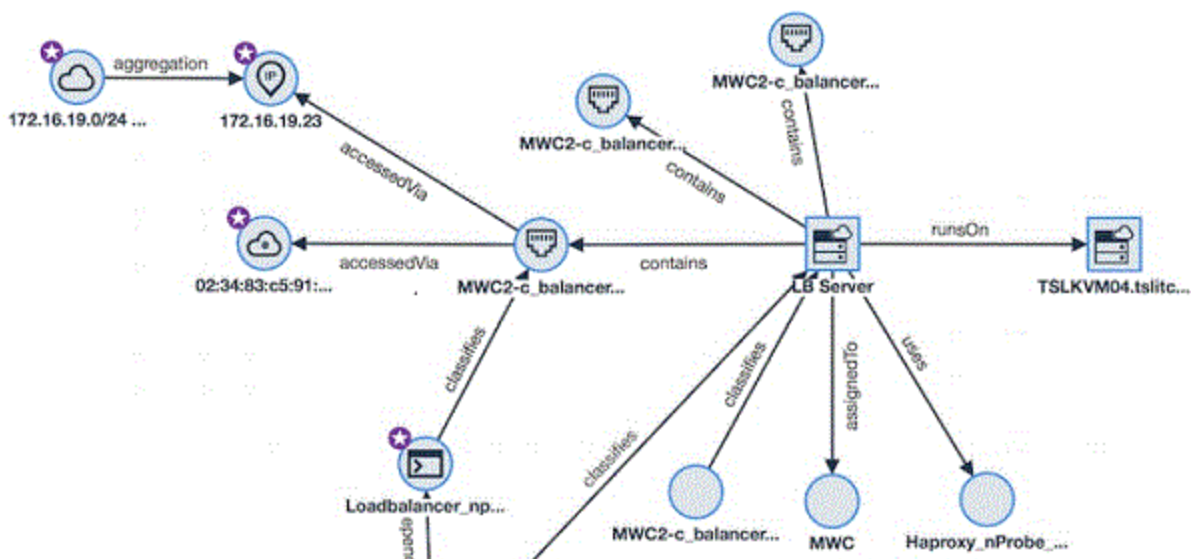 MWC2-c_balancer...
aggregation
172.16.19.0/24 ...
172.16.19.23
IP
MWC2-c_balancer...
contains
contains
accessedVia
runsOn
accessedVia
contains
02:34:83:c5:91:...
MWC2-c_balancer...
LB Server
TSLKVM04.tslitc...
classifies
classifies
assignedTo
uses
classifies
Loadbalancer_np...
MWC2-c_balancer...
MWC
Haproxy_nProbe_...